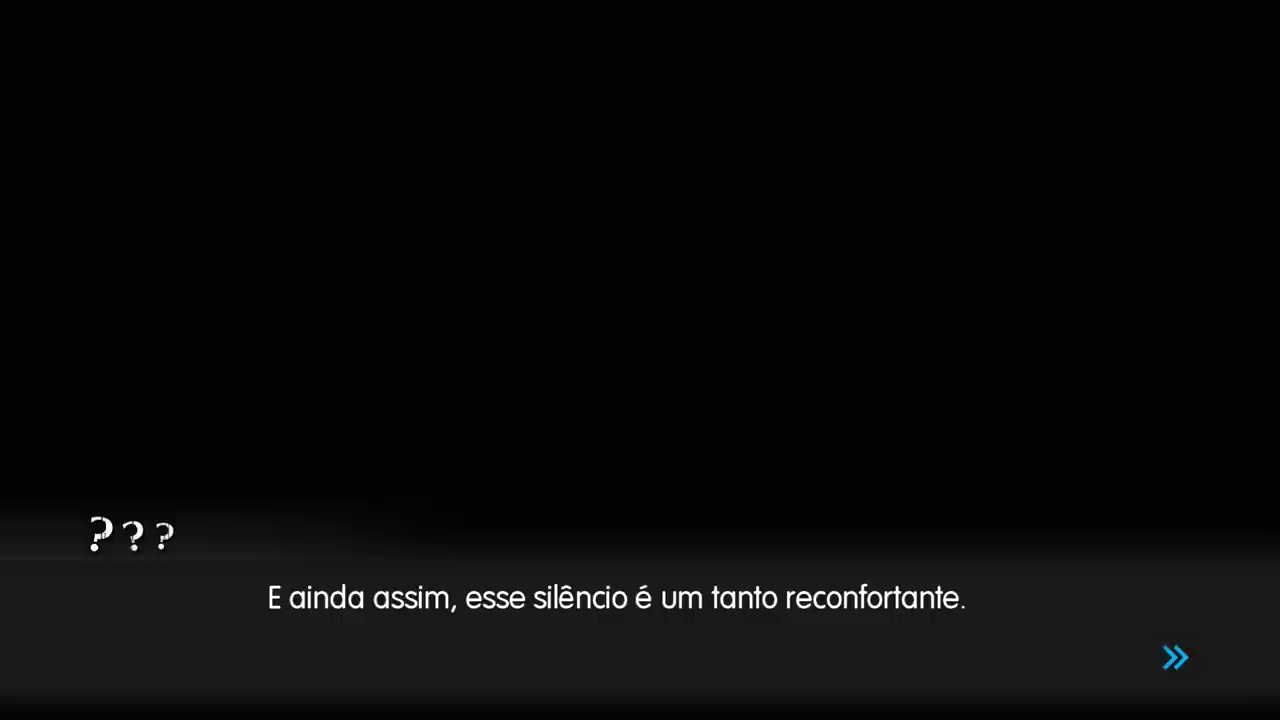 ???
E ainda assim, esse silêncio é um tanto reconfortante.